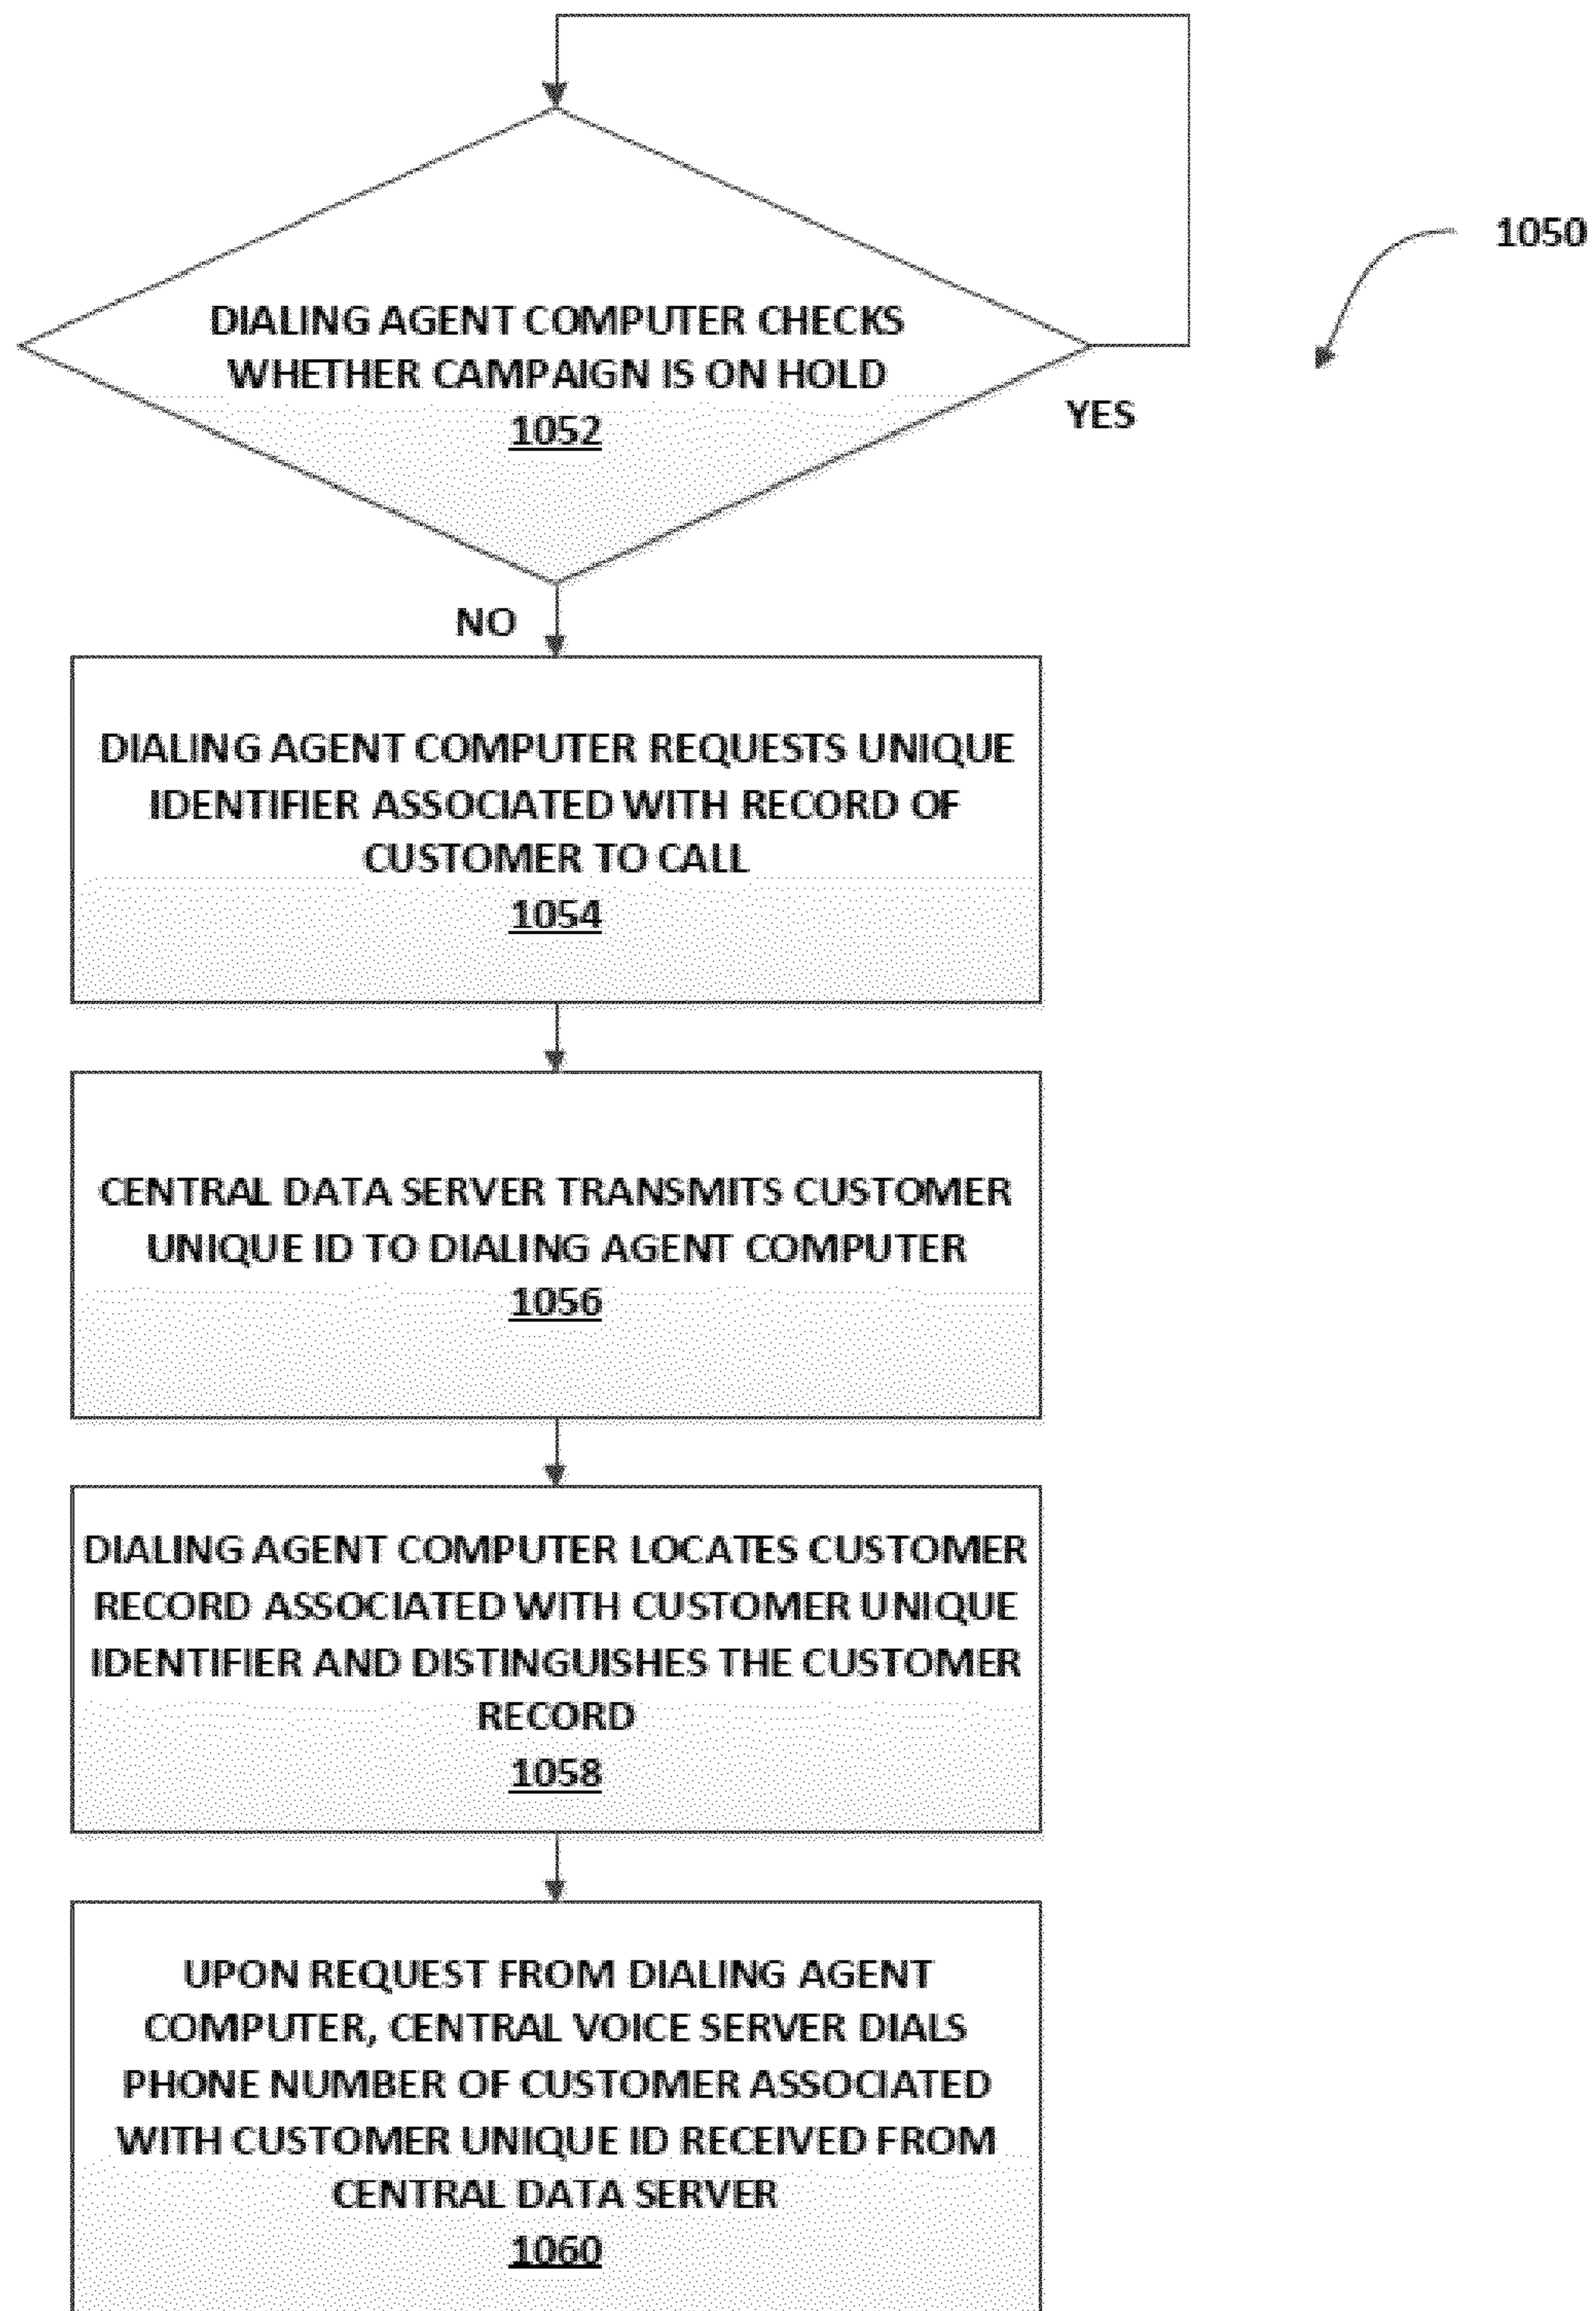 1050
DIALING AGENT COMPUTER CHECKS
WHETHER CAMPAIGN IS ON HOLD
1052
YES
NO
DIALING AGENT COMPUTER REQUESTS UNIQUE
IDENTIFIER ASSOCIATED WITH RECORD OF
CUSTOMER TO CALL
1054
CENTRAL DATA SERVER TRANSMITS CUSTOMER
UNIQUE ID TO DIALING AGENT COMPUTER
1056
DIALING AGENT COMPUTER LOCATES CUSTOMER
RECORD ASSOCIATED WITH CUSTOMER UNIQUE
IDENTIFIER AND DISTINGUISHES THE CUSTOMER
RECORD
1058
UPON REQUEST FROM DIALING AGENT
COMPUTER, CENTRAL VOICE SERVER DIALS
PHONE NUMBER OF CUSTOMER ASSOCIATED
WITH CUSTOMER UNIQUE ID RECEIVED FROM
CENTRAL DATA SERVER
1060